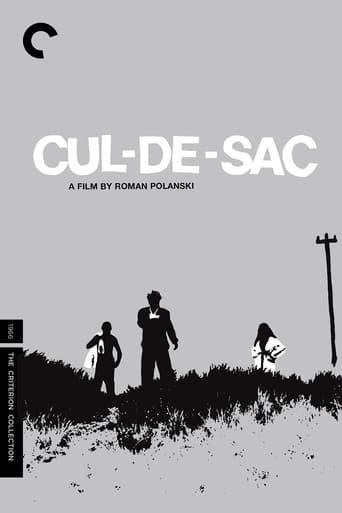 CUL-DE-SAC
A FILM BY ROMAN POLANSKI
1966
THE CRITERION COLLECTION